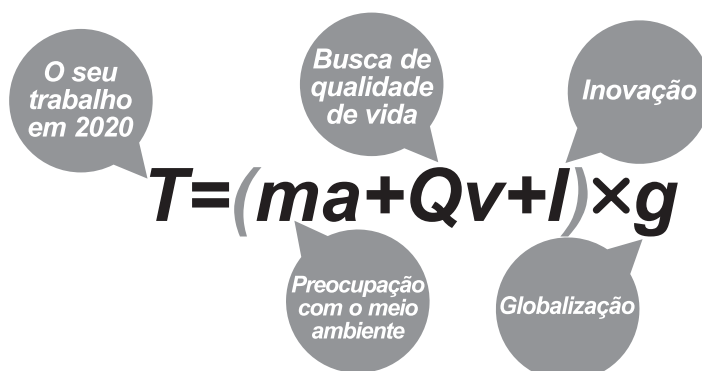 O seu
trabalho
em 2020
Busca de
qualidade
de vida
Inovação
T=(ma+Qv+I)×g
Preocupação
com o meio
ambiente
Globalização